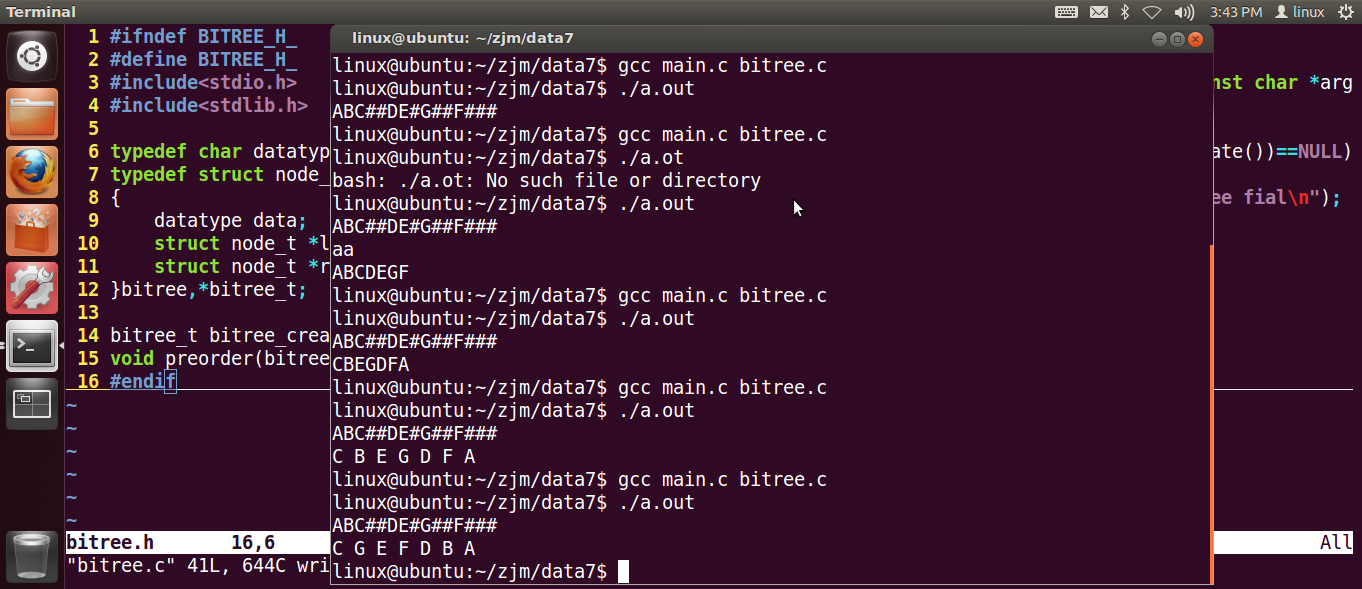 Terminal
3:43 PM
linux
1 #ifndef BITREE_H_
2 #define BITREE_H_
3 #include<stdio.h>
4 #include<stdlib.h>
5
6 typedef char datatyp
7 typedef struct node_
8 {
9 datatype data;
10 struct node_t *l
11 struct node_t *r
12 }bitree,*bitree_t;
13
14 bitree_t bitree_crea
15 void preorder(bitree
16 #endif
~
~
~
~
~
~
bitree.h 16,6
All
"bitree.c" 41L, 644C wri
nst char *arg
ate())==NULL)
ee fial\n");
linux@ubuntu: ~/zjm/data7
linux@ubuntu:~/zjm/data7$ gcc main.c bitree.c
linux@ubuntu:~/zjm/data7$ ./a.out
ABC##DE#G##F###
linux@ubuntu:~/zjm/data7$ gcc main.c bitree.c
linux@ubuntu:~/zjm/data7$ ./a.ot
bash: ./a.ot: No such file or directory
linux@ubuntu:~/zjm/data7$ ./a.out
ABC##DE#G##F###
aa
ABCDEGF
linux@ubuntu:~/zjm/data7$ gcc main.c bitree.c
linux@ubuntu:~/zjm/data7$ ./a.out
ABC##DE#G##F###
CBEGDFA
linux@ubuntu:~/zjm/data7$ gcc main.c bitree.c
linux@ubuntu:~/zjm/data7$ ./a.out
ABC##DE#G##F###
C B E G D F A
linux@ubuntu:~/zjm/data7$ gcc main.c bitree.c
linux@ubuntu:~/zjm/data7$ ./a.out
ABC##DE#G##F###
C G E F D B A
linux@ubuntu:~/zjm/data7$